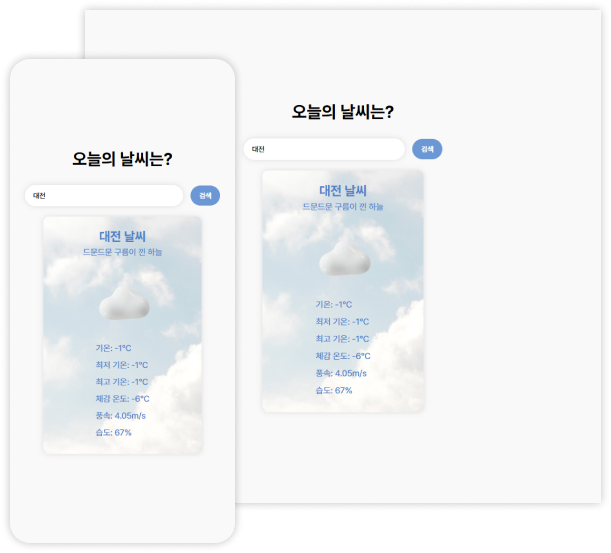 오늘의 날씨는?
대전
검색
대전 날씨
드문드문 구름이 낀 하늘
기온: -1°C
최저 기온: -1°C
최고 기온: -1°C
체감 온도: -6°C
풍속: 4.05m/s
습도: 67%
오늘의 날씨는?
대전
검색
대전 날씨
드문드문 구름이 낀 하늘
기온: -1°C
최저 기온: -1°C
최고 기온: -1°C
체감 온도: -6°C
풍속: 4.05m/s
습도: 67%